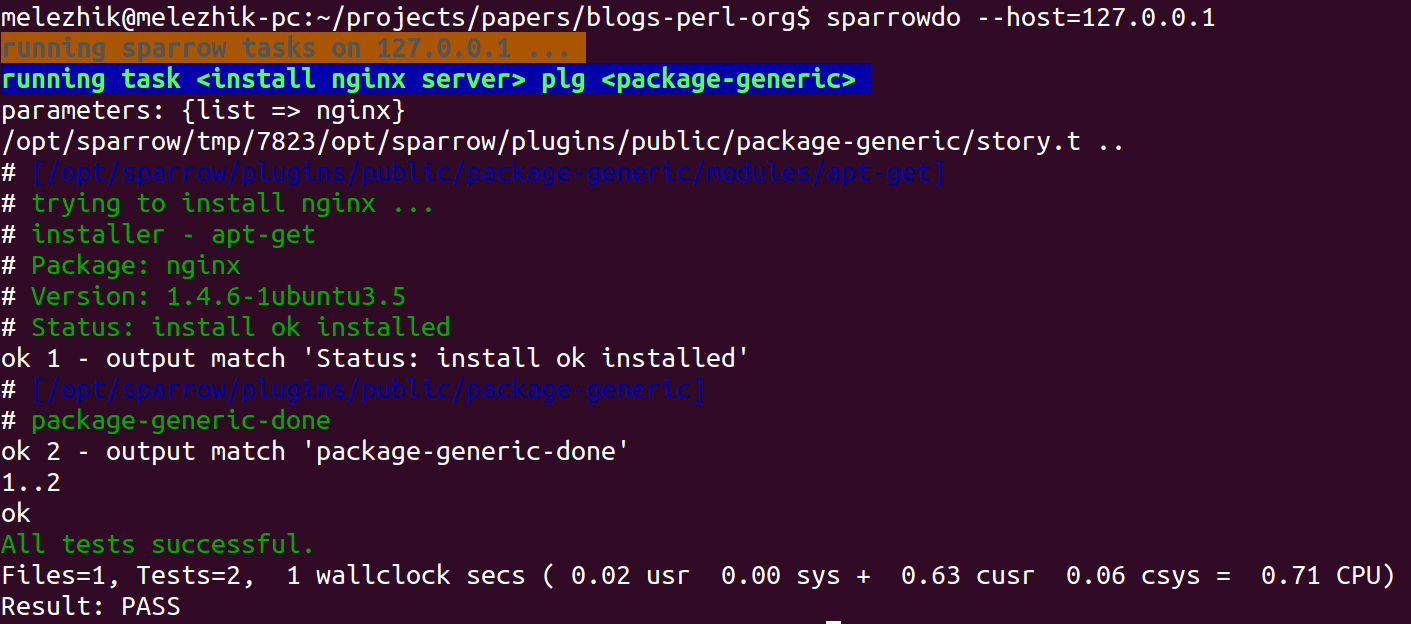 melezhik@melezhik-pc:~/projects/papers/blogs-perl-org$ sparrowdo --host=127.0.0.1
running sparrow tasks on 127.0.0.1 ...
running task <install nginx server> plg <package-generic>
parameters: {list => nginx}
/opt/sparrow/tmp/7823/opt/sparrow/plugins/public/package-generic/story.t ..
# [/opt/sparrow/plugins/public/package-generic/modules/apt-get]
# trying to install nginx ...
# installer - apt-get
# Package: nginx
# Version: 1.4.6-1ubuntu3.5
# Status: install ok installed
ok 1 - output match 'Status: install ok installed'
# [/opt/sparrow/plugins/public/package-generic]
# package-generic-done
ok 2 - output match 'package-generic-done'
1..2
ok
All tests successful.
Files=1, Tests=2,  1 wallclock secs ( 0.02 usr  0.00 sys +  0.63 cusr  0.06 csys =  0.71 CPU)
Result: PASS